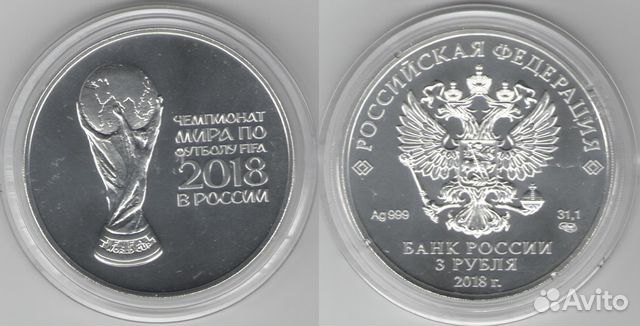 ЧЕМПИОНАТ
МИРА ПО
ФУТБОЛУ FIFA
2018
В РОССИИ
РОССИЙСКАЯ ФЕДЕРАЦИЯ
Ag 999
31,1
БАНК РОССИИ
3 РУБЛЯ
2018 г.
Avito